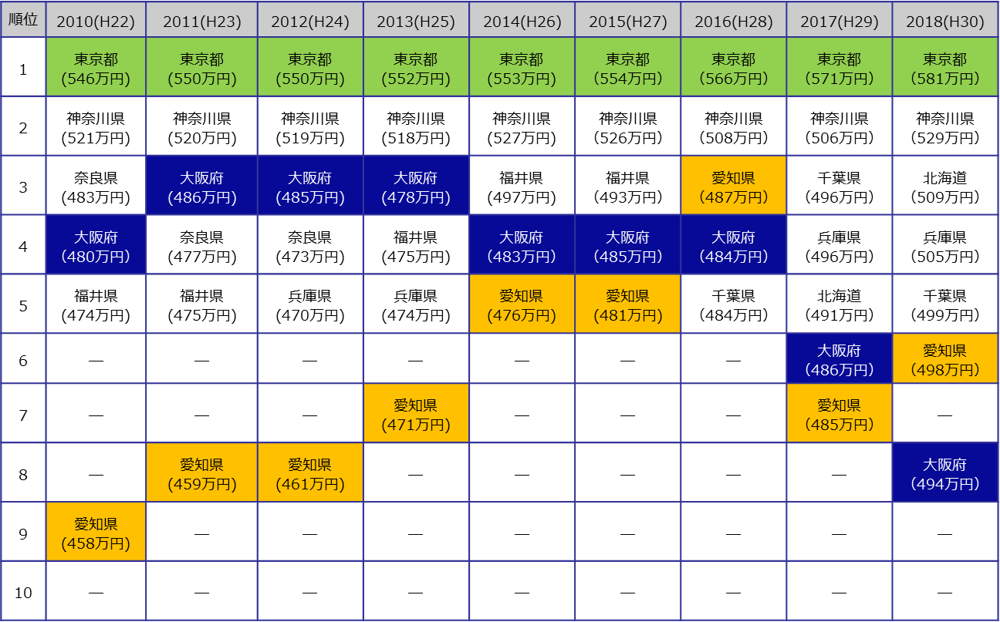 順位 2010(H22) 2011(H23) 2012(H24) 2013(H25) 2014(H26) 2015(H27) 2016(H28) 2017(H29) 2018(H30)
1 東京都 東京都 東京都 東京都 東京都 東京都 東京都 東京都 東京都
(546万円) (550万円) (550万円) (552万円) (553万円) （554万円） （566万円） （571万円） （581万円）
2 神奈川県 神奈川県 神奈川県 神奈川県 神奈川県 神奈川県 神奈川県 神奈川県 神奈川県
(521万円) (520万円) (519万円) (518万円) (527万円) （526万円） （508万円） （506万円） （529万円）
3 奈良県 大阪府 大阪府 大阪府 福井県 福井県 愛知県 千葉県 北海道
(483万円) (486万円) (485万円) (478万円) (497万円) （493万円） （487万円） （496万円） （509万円）
4 大阪府 奈良県 奈良県 福井県 大阪府 大阪府 大阪府 兵庫県 兵庫県
（480万円） (477万円) (473万円) (475万円) （483万円） （485万円） （484万円） （496万円） （505万円）
5 福井県 福井県 兵庫県 兵庫県 愛知県 愛知県 千葉県 北海道 千葉県
(474万円) (475万円) (470万円) (474万円) (476万円) （481万円) （484万円） （491万円） （499万円）
6 ― ― ― ― ― ― ― 大阪府 愛知県
（486万円） （498万円）
7 ― ― ― 愛知県 ― ― ― 愛知県 ―
(471万円) （485万円）
8 ― 愛知県 愛知県 ― ― ― ― ― 大阪府
(459万円) (461万円) （494万円）
9 愛知県 ― ― ― ― ― ― ― ―
(458万円)
10 ― ― ― ― ― ― ― ― ―